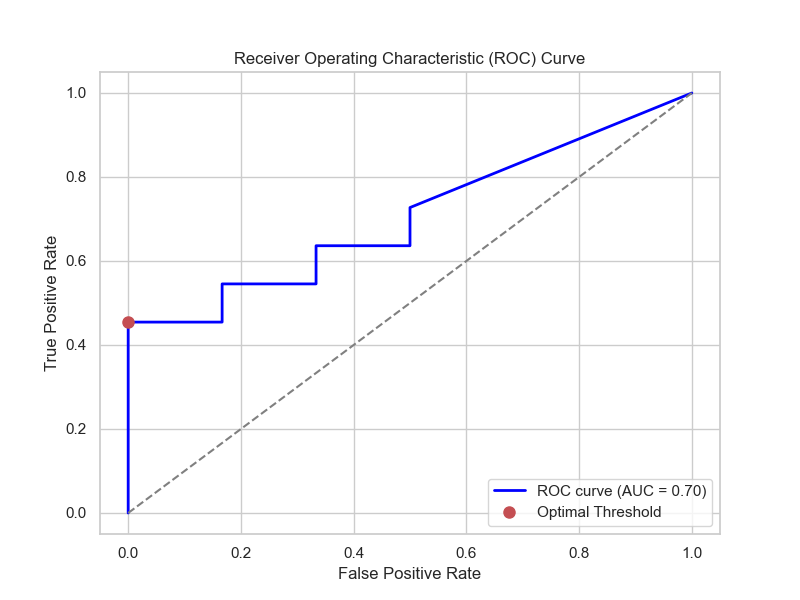 Receiver Operating Characteristic (ROC) Curve
True Positive Rate
1.0
0.8
0.6
0.4
0.2
0.0
ROC curve (AUC = 0.70)
Optimal Threshold
0.0 0.2 0.4 0.6 0.8 1.0
False Positive Rate